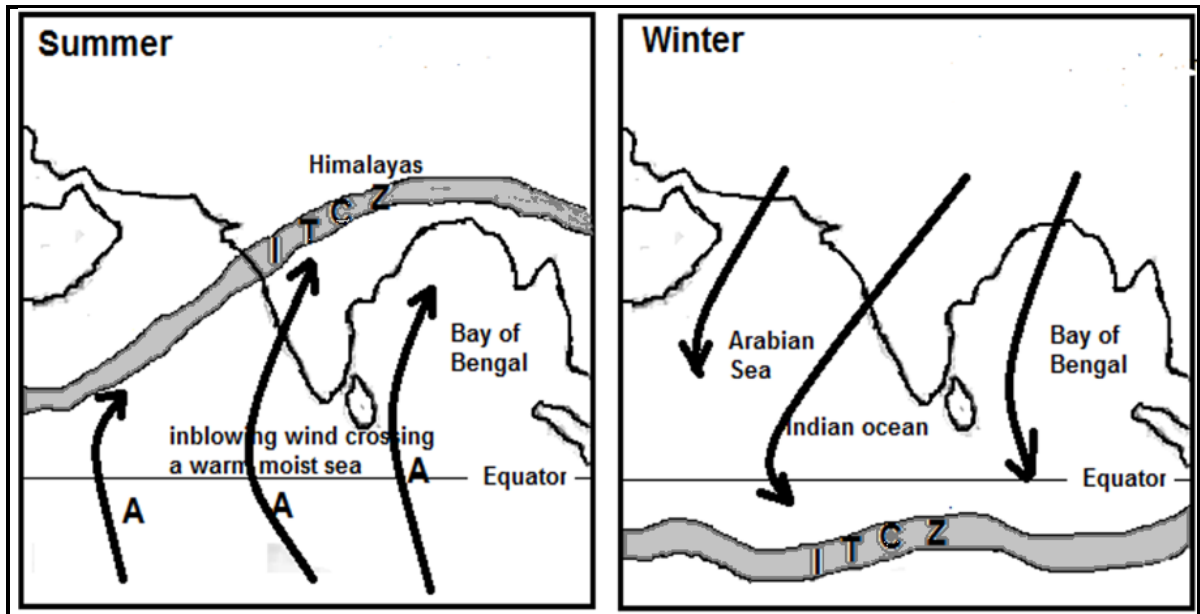 Summer
Himalayas
I T C Z
Bay of
Bengal
inblowing wind crossing
a warm moist sea
A
Equator
A
A
Winter
Arabian
Sea
Bay of
Bengal
Indian ocean
Equator
I T C Z